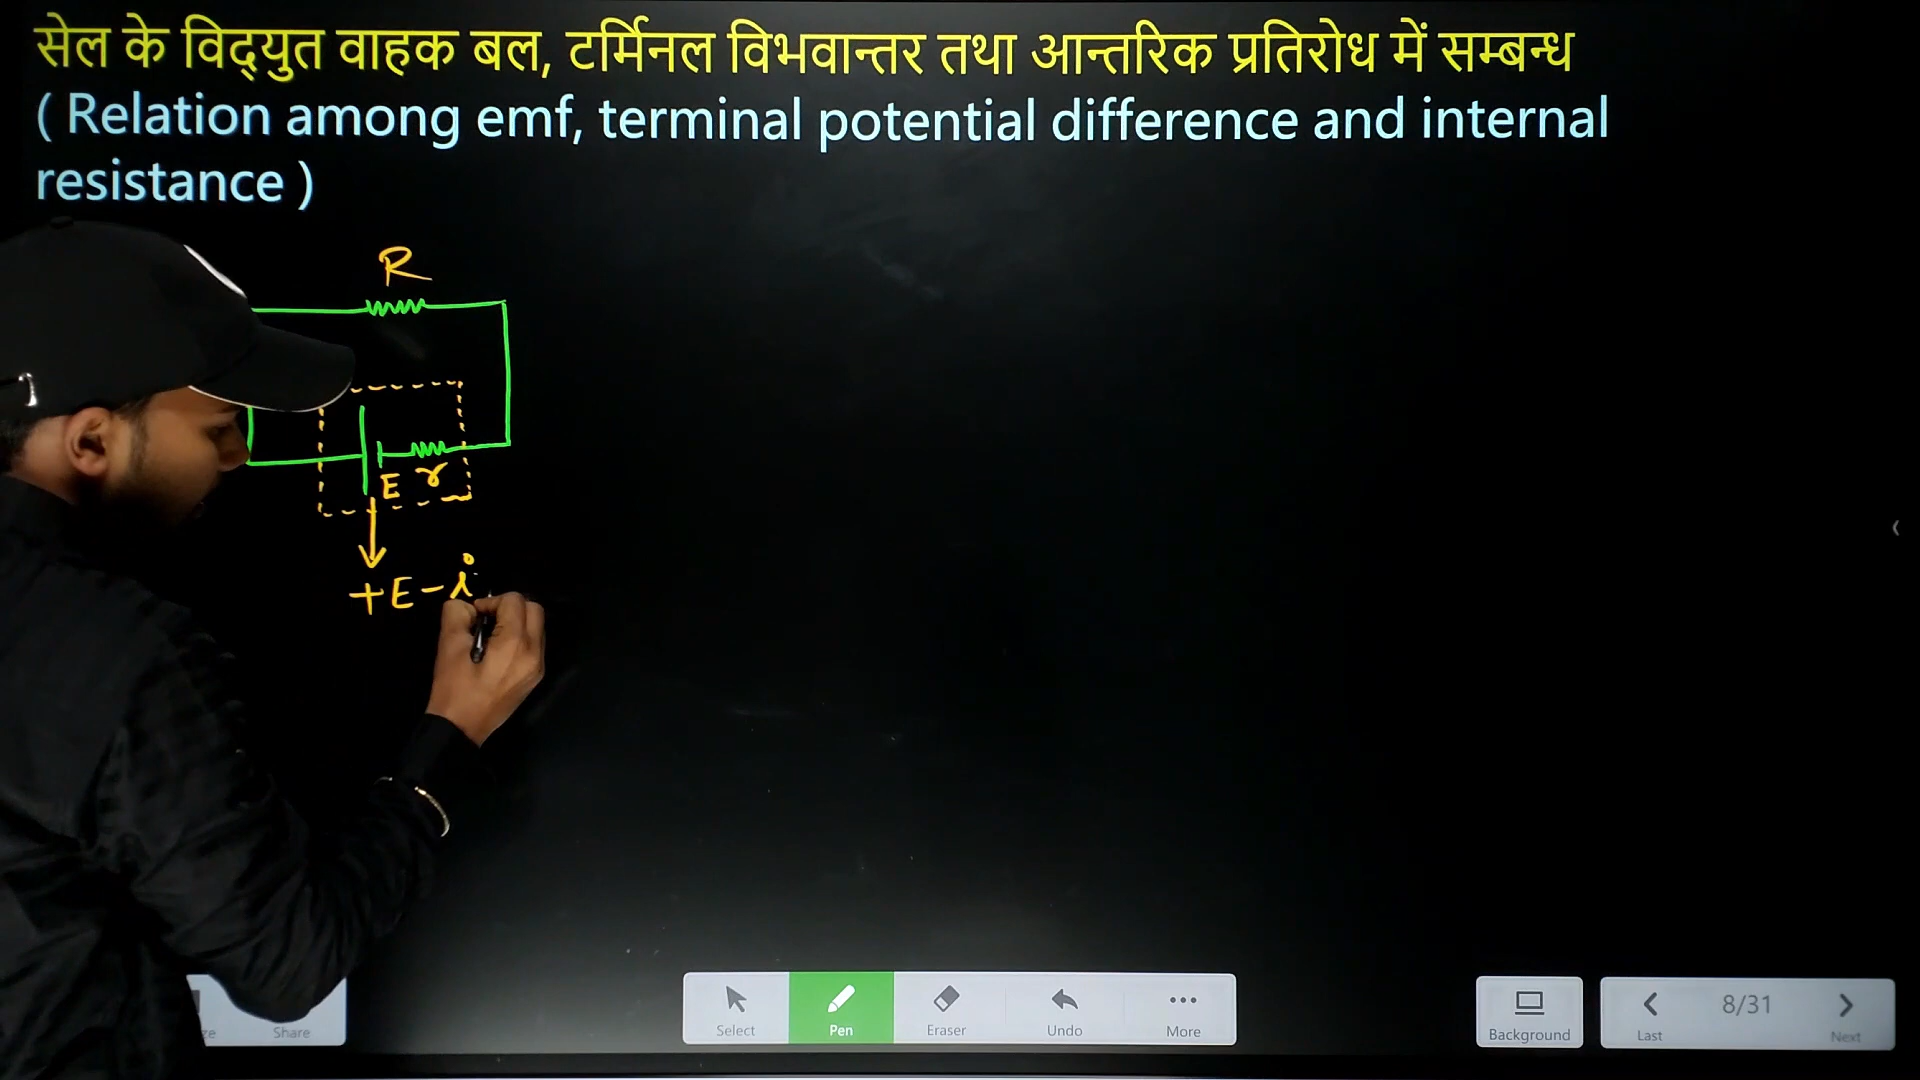 सेल के विद्युत वाहक बल, टर्मिनल विभवान्तर तथा आन्तरिक प्रतिरोध में सम्बन्ध
( Relation among emf, terminal potential difference and internal
resistance )
R
E r
+E-i
ze Share
Select Pen Eraser Undo More
Background
Last 8/31 Next